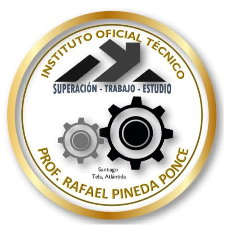 INSTITUTO OFICIAL TÉCNICO
SUPERACIÓN - TRABAJO - ESTUDIO
Santiago
Tela, Atlántida
PROF. RAFAEL PINEDA PONCE